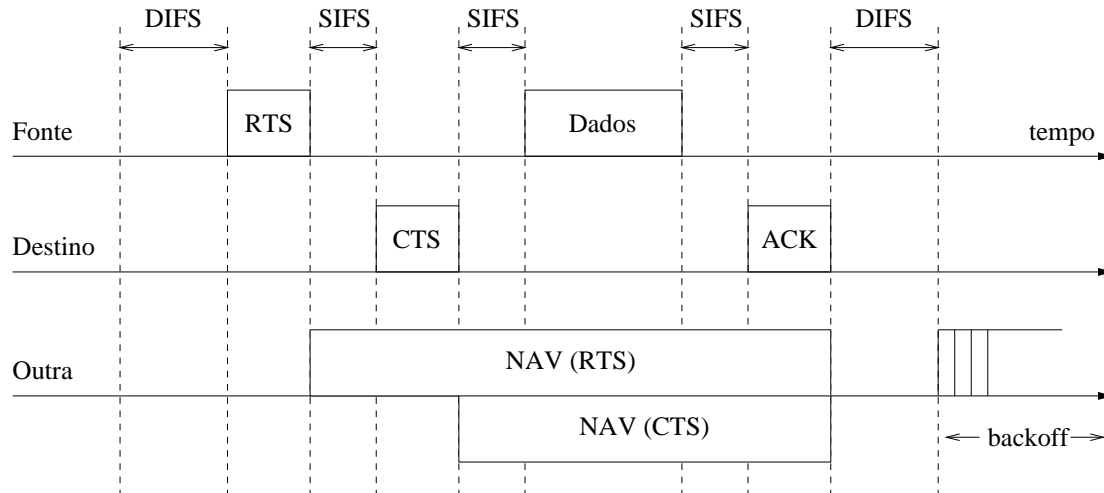 DIFS SIFS SIFS SIFS DIFS
RTS Dados
Fonte tempo
CTS ACK
Destino
NAV (RTS)
Outra
NAV (CTS) backoff